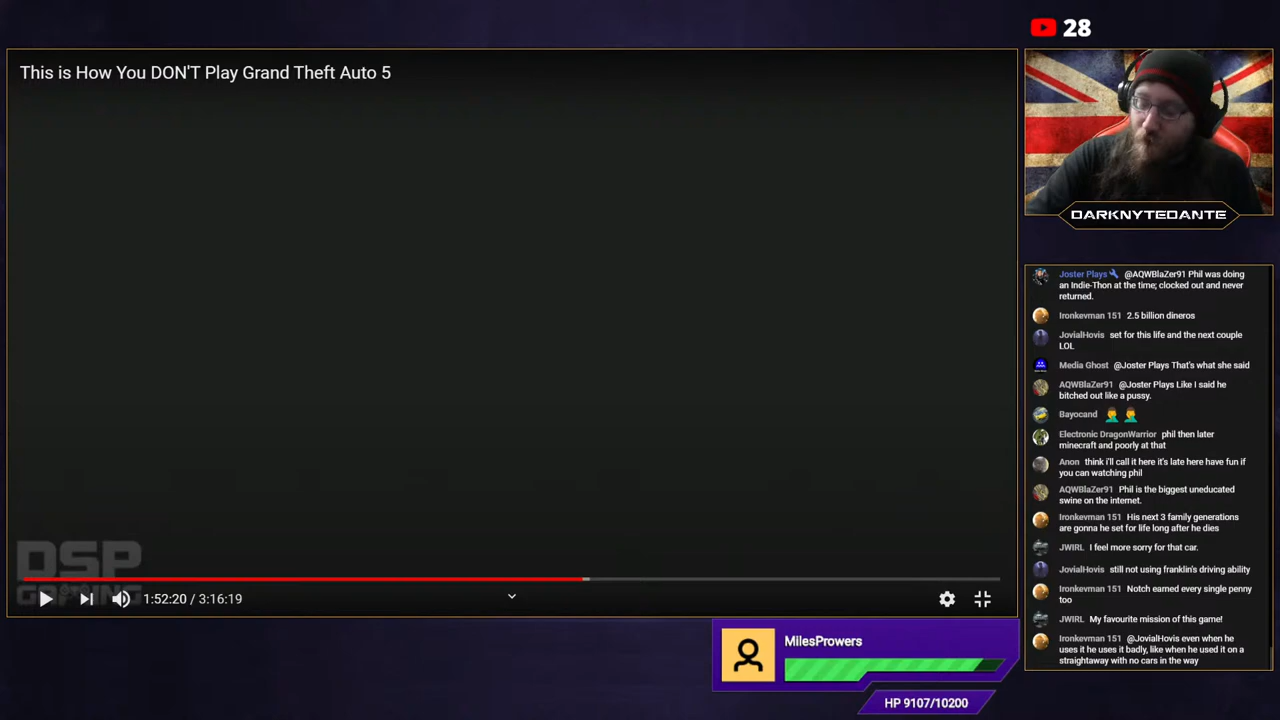 28
This is How You DON'T Play Grand Theft Auto 5
DARKNYTEDANTE
Joster Plays @AQWBlaZer91 Phil was doing
an Indie-Thon at the time; clocked out and never
returned.
Ironkevman 151 2.5 billion dineros
JovialHovis set for this life and the next couple
LOL
Media Ghost @Joster Plays That's what she said
AQWBlaZer91 @Joster Plays Like I said he
bitched out like a pussy.
Bayocand
Electronic DragonWarrior phil then later
minecraft and poorly at that
Anon think i'll call it here it's late here have fun if
you can watching phil
AQWBlaZer91 Phil is the biggest uneducated
swine on the internet.
Ironkevman 151 His next 3 family generations
are gonna he set for life long after he dies
JWIRL I feel more sorry for that car.
JovialHovis still not using franklin's driving ability
Ironkevman 151 Notch earned every single penny
too
JWIRL My favourite mission of this game!
Ironkevman 151 @JovialHovis even when he
uses it he uses it badly, like when he used it on a
straightaway with no cars in the way
DSP
GAMING
1:52:20 / 3:16:19
MilesProwers
HP 9107/10200